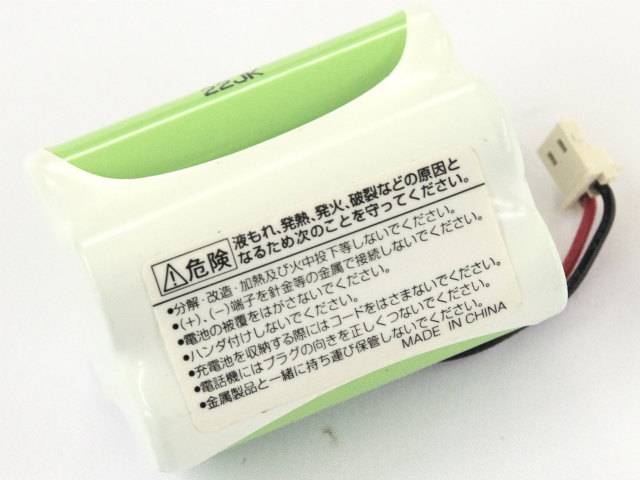 22JK
⚠危険
液もれ、発熱、発火、破裂などの原因と
なるため次のことを守ってください。
●分解・改造・加熱及び火中投下等しないでください。
●(+)、(−)端子を針金等の金属で接続しないでください。
●電池の被覆をはがさないでください。
●ハンダ付けしないでください。
●充電池を収納する際にはコードをはさまないでください。
●電話機にはプラグの向きを正しくつないでください。
●金属製品と一緒に持ち運び保管しないでください。
MADE IN CHINA